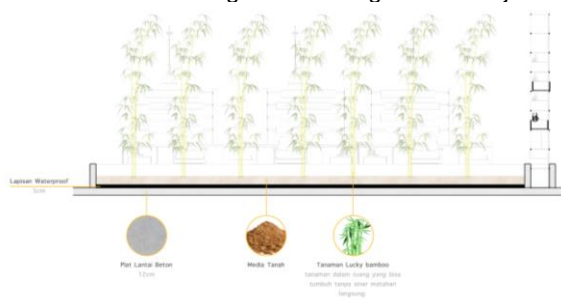 Lapisan Waterproof
5cm
Plat Lantai Beton
12cm
Media Tanah
Tanaman Lucky bamboo
tanaman dalam ruang yang bisa
tumbuh tanpa sinar matahari
langsung